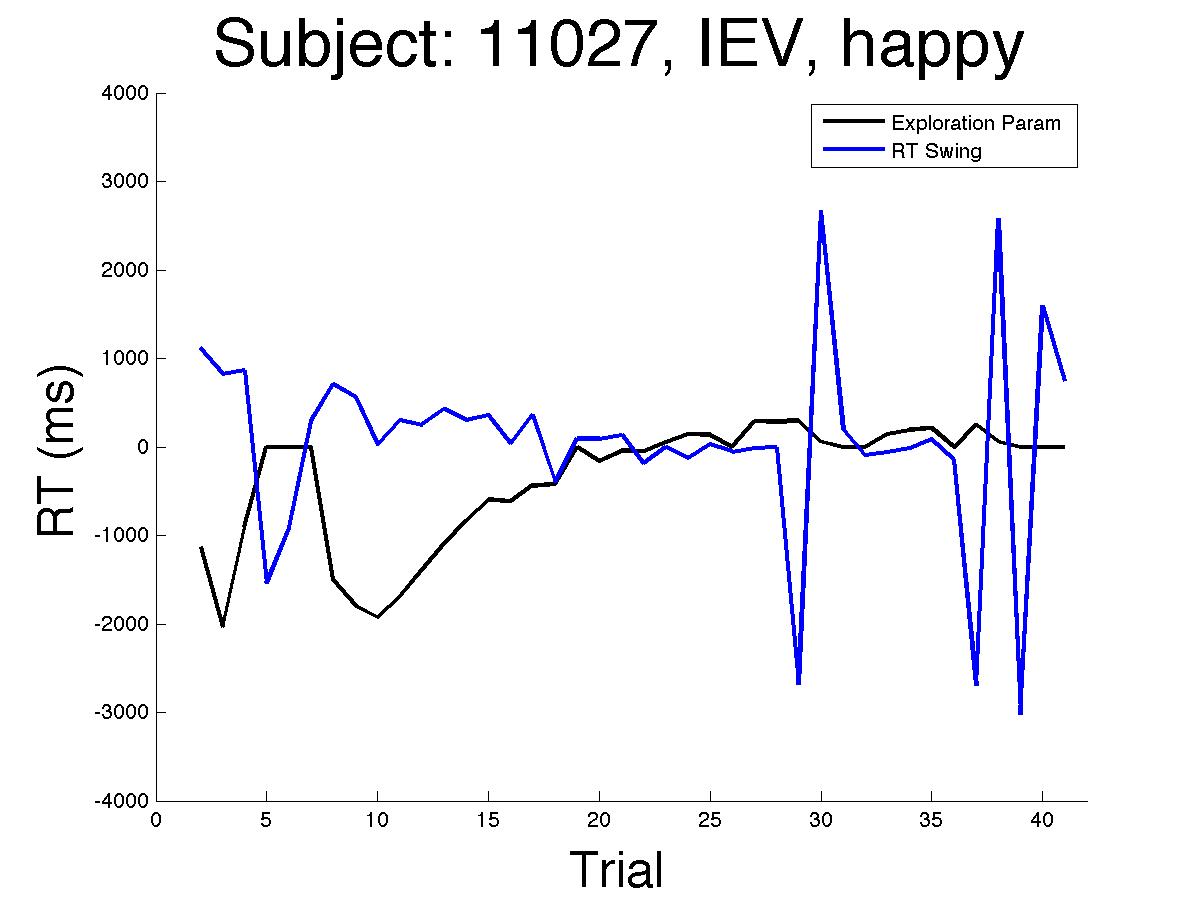 Subject: 11027, IEV, happy
4000
3000
2000
1000
0
-1000
-2000
-3000
-4000
RT (ms)
Exploration Param
RT Swing
0 5 10 15 20 25 30 35 40
Trial